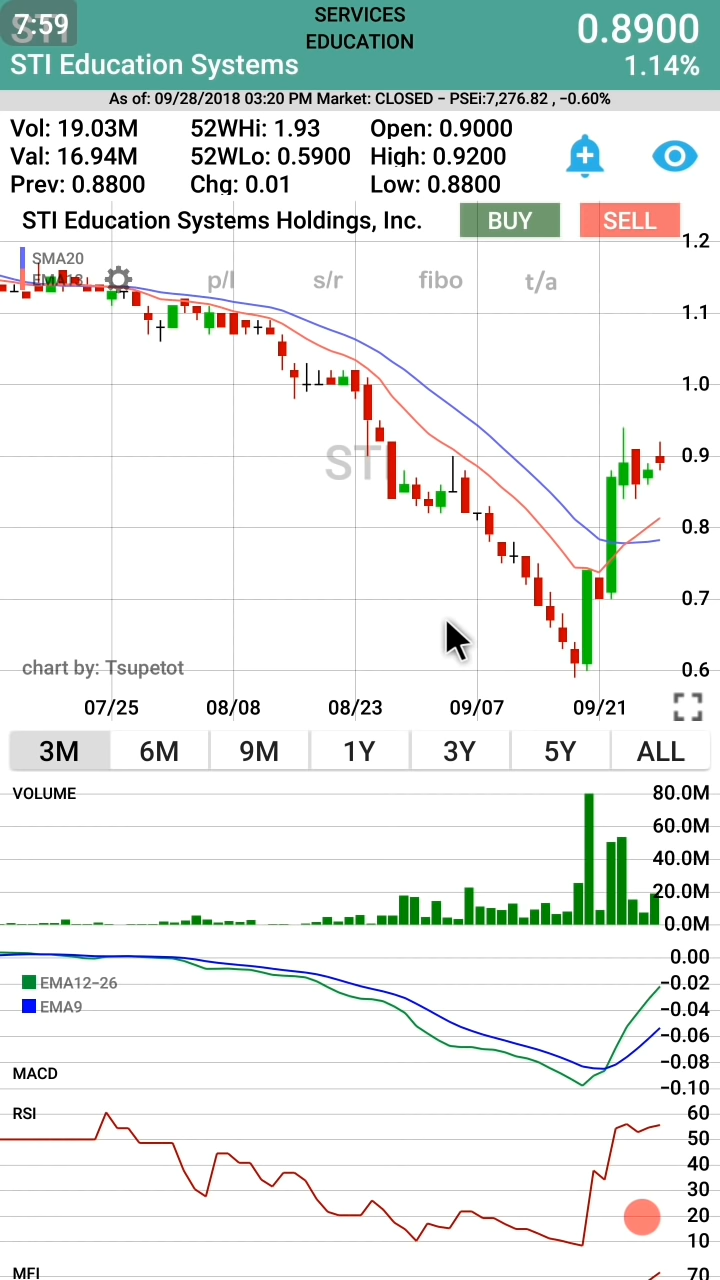 7:59
SERVICES
EDUCATION
0.8900
STI Education Systems
1.14%
As of: 09/28/2018 03:20 PM Market: CLOSED - PSEi:7,276.82 , -0.60%
Vol: 19.03M 52WHi: 1.93 Open: 0.9000
Val: 16.94M 52WLo: 0.5900 High: 0.9200
Prev: 0.8800 Chg: 0.01 Low: 0.8800
STI Education Systems Holdings, Inc. BUY SELL
1.2
SMA20
EMA13 p/l s/r fibo t/a
1.1
1.0
STI 0.9
0.8
0.7
chart by: Tsupetot 0.6
07/25 08/08 08/23 09/07 09/21
3M 6M 9M 1Y 3Y 5Y ALL
VOLUME 80.0M
60.0M
40.0M
20.0M
0.0M
0.00
EMA12-26 -0.02
EMA9 -0.04
-0.06
-0.08
MACD -0.10
RSI 60
50
40
30
20
10
MFI 70